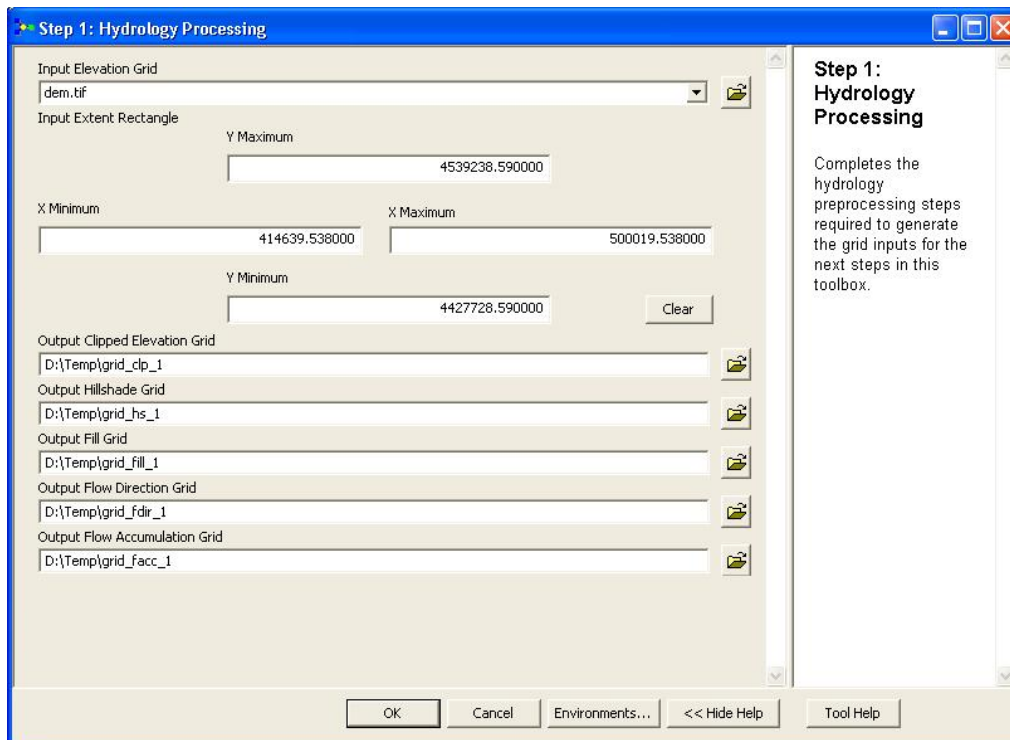 Step 1: Hydrology Processing
Input Elevation Grid
dem.tif
Input Extent Rectangle
Y Maximum
4539238.590000
X Minimum
X Maximum
414639.538000
500019.538000
Y Minimum
4427728.590000
Clear
Output Clipped Elevation Grid
D:\Temp\grid_clp_1
Output Hillshade Grid
D:\Temp\grid_hs_1
Output Fill Grid
D:\Temp\grid_fill_1
Output Flow Direction Grid
D:\Temp\grid_fdir_1
Output Flow Accumulation Grid
D:\Temp\grid_facc_1
Step 1:
Hydrology
Processing
Completes the
hydrology
preprocessing steps
required to generate
the grid inputs for the
next steps in this
toolbox.
OK
Cancel
Environments...
<< Hide Help
Tool Help